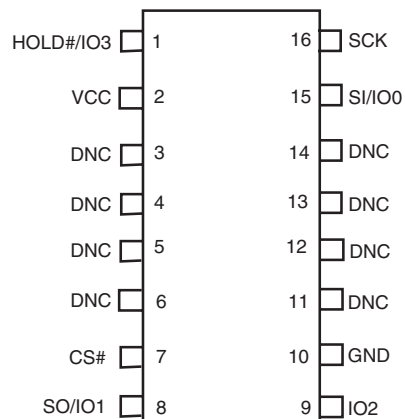 HOLD#/IO3 1 16 SCK
VCC 2 15 SI/IO0
DNC 3 14 DNC
DNC 4 13 DNC
DNC 5 12 DNC
DNC 6 11 DNC
CS# 7 10 GND
SO/IO1 8 9 IO2